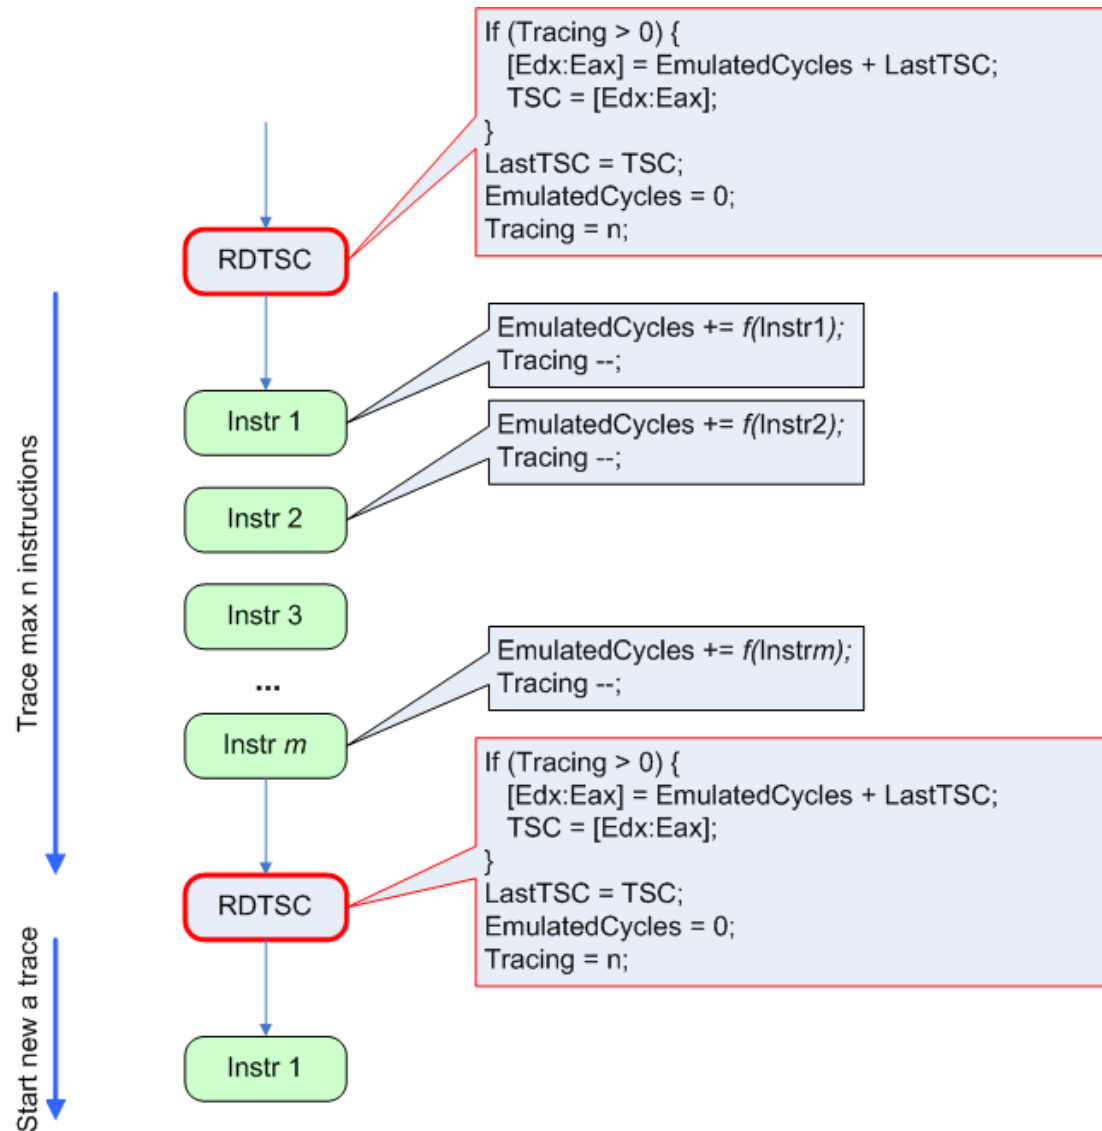 If (Tracing > 0) {
[Edx:Eax] = EmulatedCycles + LastTSC;
TSC = [Edx:Eax];
}
LastTSC = TSC;
EmulatedCycles = 0;
Tracing = n;
RDTSC
EmulatedCycles += f(Instr1);
Tracing --;
Instr 1
EmulatedCycles += f(Instr2);
Tracing --;
Instr 2
Instr 3
...
EmulatedCycles += f(Instrm);
Tracing --;
Instr m
Trace max n instructions
If (Tracing > 0) {
[Edx:Eax] = EmulatedCycles + LastTSC;
TSC = [Edx:Eax];
}
LastTSC = TSC;
EmulatedCycles = 0;
Tracing = n;
RDTSC
Start new a trace
Instr 1